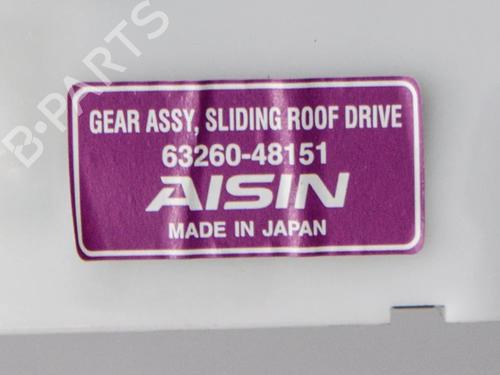 B-PARTS
GEAR ASSY, SLIDING ROOF DRIVE
63260-48151
AISIN
MADE IN JAPAN